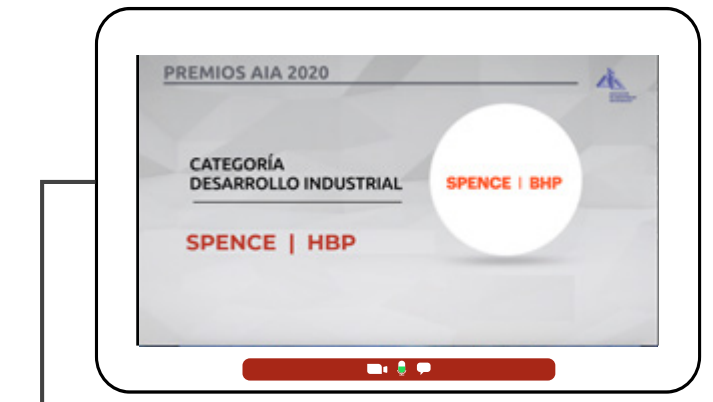 PREMIOS AIA 2020
CATEGORÍA
DESARROLLO INDUSTRIAL
SPENCE | BHP
SPENCE | HBP